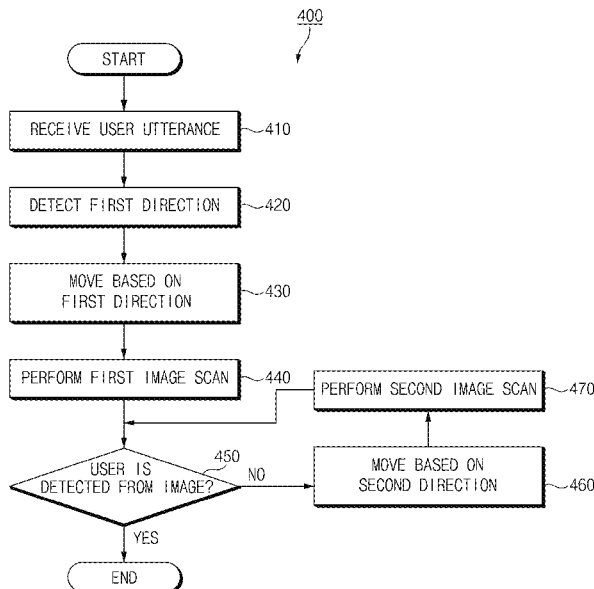 400
START
RECEIVE USER UTTERANCE
410
DETECT FIRST DIRECTION
420
MOVE BASED ON
FIRST DIRECTION
430
PERFORM FIRST IMAGE SCAN
440
PERFORM SECOND IMAGE SCAN
470
450
USER IS
DETECTED FROM IMAGE?
NO
MOVE BASED ON
SECOND DIRECTION
460
YES
END